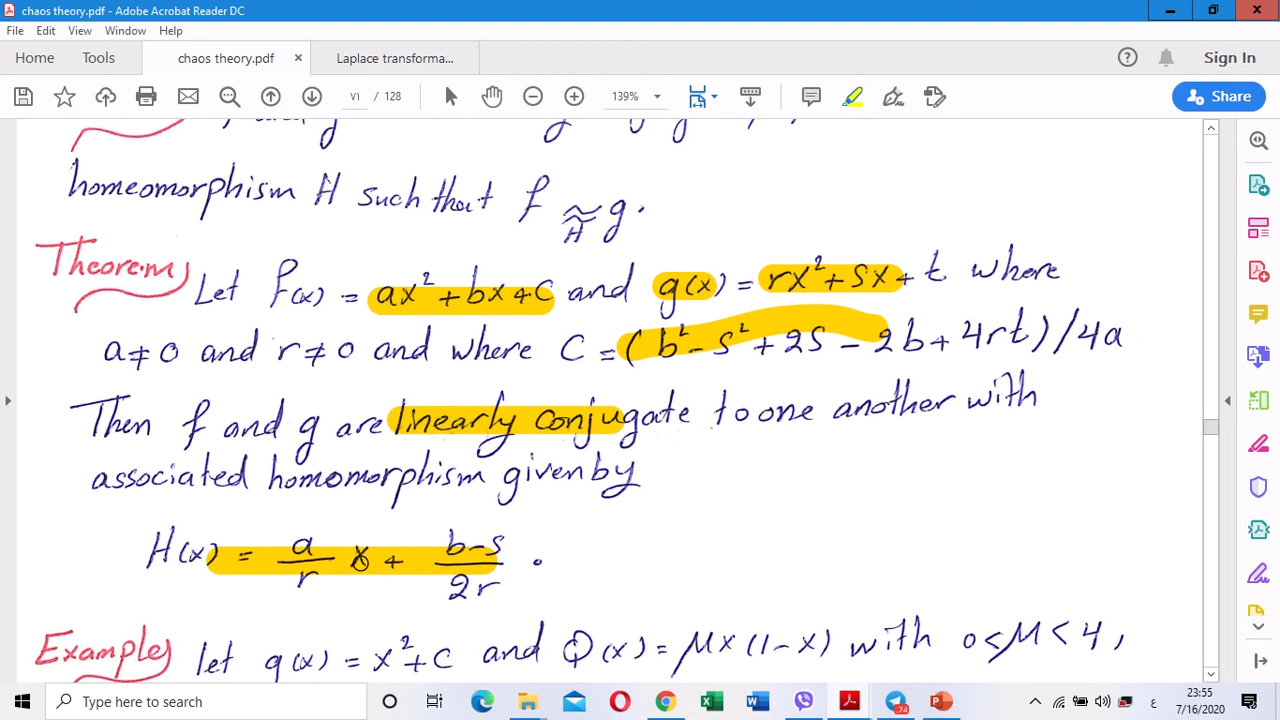 chaos theory.pdf - Adobe Acrobat Reader DC
File Edit View Window Help
Home Tools chaos theory.pdf × Laplace transforma... Sign In
/ 128 139% Share
homeomorphism H such that f ≈H g.
Theorem Let f(x) = ax² + bx + c and g(x) = rx² + sx + t where
a ≠ 0 and r ≠ 0 and where C = (b² - s² + 2s - 2b + 4rt) / 4a
Then f and g are linearly conjugate to one another with
associated homomorphism given by
H(x) = a/r x + b-s/2r .
Examples let q(x) = x² + c and Q(x) = μx (1-x) with 0 < μ < 4,
Type here to search 74 ع 23:55
7/16/2020